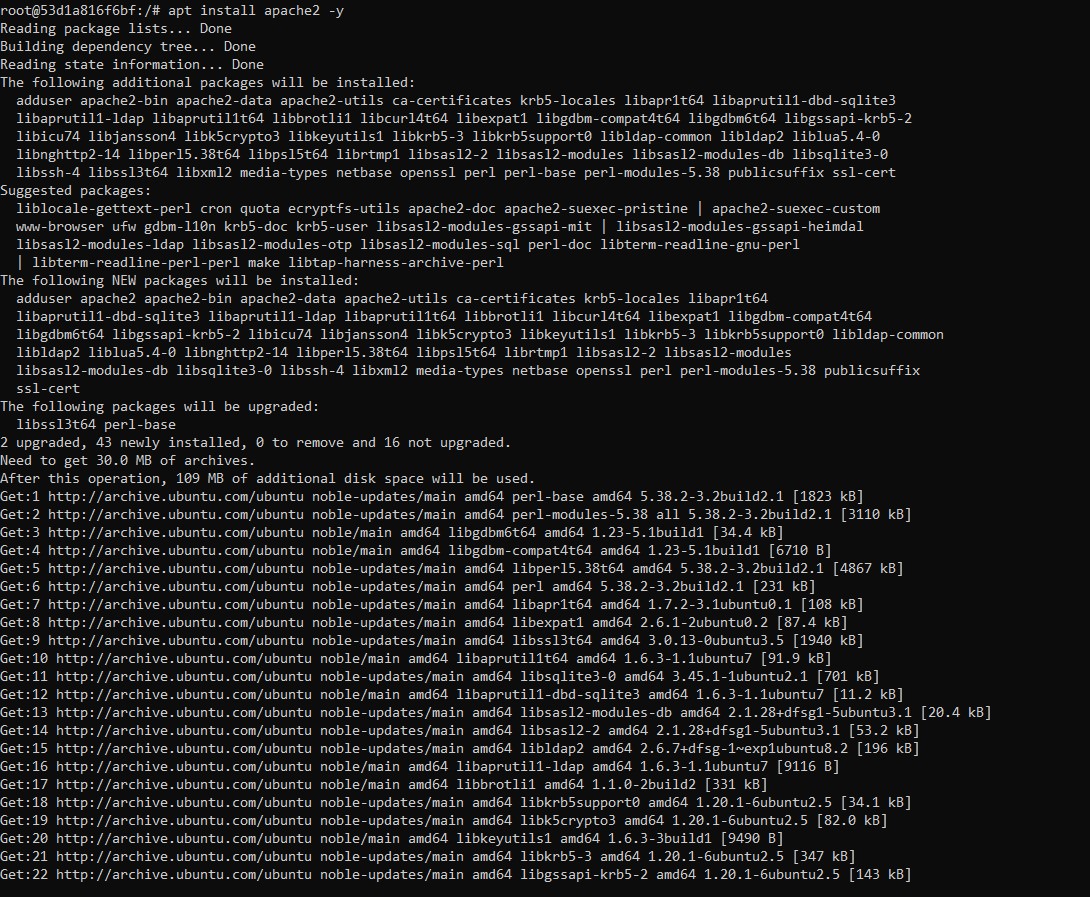 root@53d1a816f6bf:/# apt install apache2 -y
Reading package lists... Done
Building dependency tree... Done
Reading state information... Done
The following additional packages will be installed:
  adduser apache2-bin apache2-data apache2-utils ca-certificates krb5-locales libapr1t64 libaprutil1-dbd-sqlite3
  libaprutil1-ldap libaprutil1t64 libbrotli1 libcurl4t64 libexpat1 libgdbm-compat4t64 libgdbm6t64 libgssapi-krb5-2
  libicu74 libjansson4 libk5crypto3 libkeyutils1 libkrb5-3 libkrb5support0 libldap-common libldap2 liblua5.4-0
  libnghttp2-14 libperl5.38t64 libpsl5t64 librtmp1 libsasl2-2 libsasl2-modules libsasl2-modules-db libsqlite3-0
  libssh-4 libssl3t64 libxml2 media-types netbase openssl perl perl-base perl-modules-5.38 publicsuffix ssl-cert
Suggested packages:
  liblocale-gettext-perl cron quota ecryptfs-utils apache2-doc apache2-suexec-pristine | apache2-suexec-custom
  www-browser ufw gdbm-l10n krb5-doc krb5-user libsasl2-modules-gssapi-mit | libsasl2-modules-gssapi-heimdal
  libsasl2-modules-ldap libsasl2-modules-otp libsasl2-modules-sql perl-doc libterm-readline-gnu-perl
  | libterm-readline-perl-perl make libtap-harness-archive-perl
The following NEW packages will be installed:
  adduser apache2 apache2-bin apache2-data apache2-utils ca-certificates krb5-locales libapr1t64
  libaprutil1-dbd-sqlite3 libaprutil1-ldap libaprutil1t64 libbrotli1 libcurl4t64 libexpat1 libgdbm-compat4t64
  libgdbm6t64 libgssapi-krb5-2 libicu74 libjansson4 libk5crypto3 libkeyutils1 libkrb5-3 libkrb5support0 libldap-common
  libldap2 liblua5.4-0 libnghttp2-14 libperl5.38t64 libpsl5t64 librtmp1 libsasl2-2 libsasl2-modules
  libsasl2-modules-db libsqlite3-0 libssh-4 libxml2 media-types netbase openssl perl perl-modules-5.38 publicsuffix
  ssl-cert
The following packages will be upgraded:
  libssl3t64 perl-base
2 upgraded, 43 newly installed, 0 to remove and 16 not upgraded.
Need to get 30.0 MB of archives.
After this operation, 109 MB of additional disk space will be used.
Get:1 http://archive.ubuntu.com/ubuntu noble-updates/main amd64 perl-base amd64 5.38.2-3.2build2.1 [1823 kB]
Get:2 http://archive.ubuntu.com/ubuntu noble-updates/main amd64 perl-modules-5.38 all 5.38.2-3.2build2.1 [3110 kB]
Get:3 http://archive.ubuntu.com/ubuntu noble/main amd64 libgdbm6t64 amd64 1.23-5.1build1 [34.4 kB]
Get:4 http://archive.ubuntu.com/ubuntu noble/main amd64 libgdbm-compat4t64 amd64 1.23-5.1build1 [6710 B]
Get:5 http://archive.ubuntu.com/ubuntu noble-updates/main amd64 libperl5.38t64 amd64 5.38.2-3.2build2.1 [4867 kB]
Get:6 http://archive.ubuntu.com/ubuntu noble-updates/main amd64 perl amd64 5.38.2-3.2build2.1 [231 kB]
Get:7 http://archive.ubuntu.com/ubuntu noble-updates/main amd64 libapr1t64 amd64 1.7.2-3.1ubuntu0.1 [108 kB]
Get:8 http://archive.ubuntu.com/ubuntu noble-updates/main amd64 libexpat1 amd64 2.6.1-2ubuntu0.2 [87.4 kB]
Get:9 http://archive.ubuntu.com/ubuntu noble-updates/main amd64 libssl3t64 amd64 3.0.13-0ubuntu3.5 [1940 kB]
Get:10 http://archive.ubuntu.com/ubuntu noble/main amd64 libaprutil1t64 amd64 1.6.3-1.1ubuntu7 [91.9 kB]
Get:11 http://archive.ubuntu.com/ubuntu noble-updates/main amd64 libsqlite3-0 amd64 3.45.1-1ubuntu2.1 [701 kB]
Get:12 http://archive.ubuntu.com/ubuntu noble/main amd64 libaprutil1-dbd-sqlite3 amd64 1.6.3-1.1ubuntu7 [11.2 kB]
Get:13 http://archive.ubuntu.com/ubuntu noble-updates/main amd64 libsasl2-modules-db amd64 2.1.28+dfsg1-5ubuntu3.1 [20.4 kB]
Get:14 http://archive.ubuntu.com/ubuntu noble-updates/main amd64 libsasl2-2 amd64 2.1.28+dfsg1-5ubuntu3.1 [53.2 kB]
Get:15 http://archive.ubuntu.com/ubuntu noble-updates/main amd64 libldap2 amd64 2.6.7+dfsg-1~exp1ubuntu8.2 [196 kB]
Get:16 http://archive.ubuntu.com/ubuntu noble/main amd64 libaprutil1-ldap amd64 1.6.3-1.1ubuntu7 [9116 B]
Get:17 http://archive.ubuntu.com/ubuntu noble/main amd64 libbrotli1 amd64 1.1.0-2build2 [331 kB]
Get:18 http://archive.ubuntu.com/ubuntu noble-updates/main amd64 libkrb5support0 amd64 1.20.1-6ubuntu2.5 [34.1 kB]
Get:19 http://archive.ubuntu.com/ubuntu noble-updates/main amd64 libk5crypto3 amd64 1.20.1-6ubuntu2.5 [82.0 kB]
Get:20 http://archive.ubuntu.com/ubuntu noble/main amd64 libkeyutils1 amd64 1.6.3-3build1 [9490 B]
Get:21 http://archive.ubuntu.com/ubuntu noble-updates/main amd64 libkrb5-3 amd64 1.20.1-6ubuntu2.5 [347 kB]
Get:22 http://archive.ubuntu.com/ubuntu noble-updates/main amd64 libgssapi-krb5-2 amd64 1.20.1-6ubuntu2.5 [143 kB]